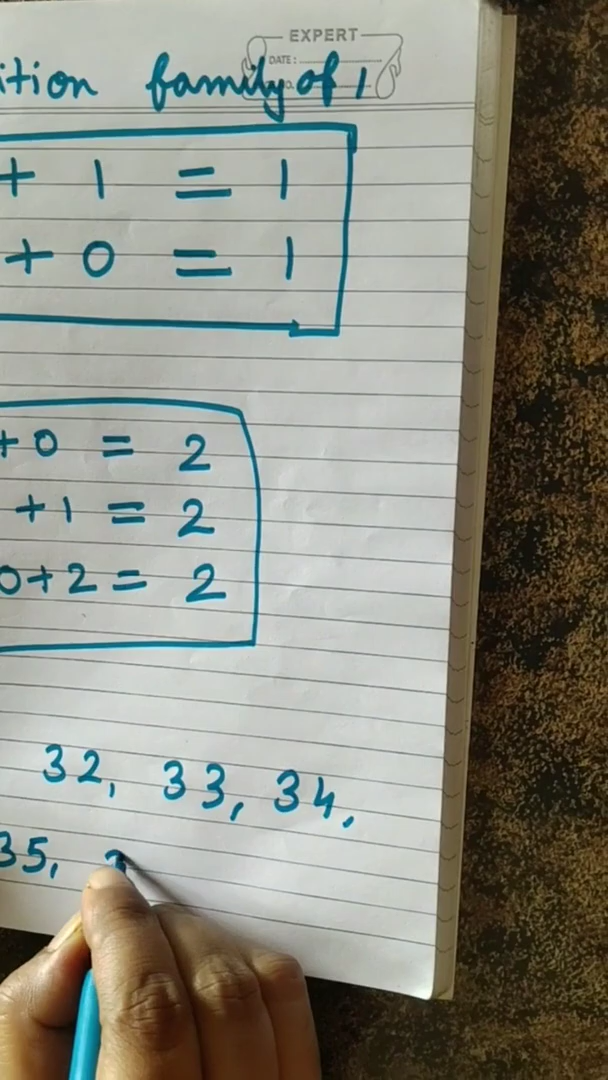 EXPERT
DATE:
ition family of 1
+ 1 = 1
+ 0 = 1
+0 = 2
+1 = 2
0+2= 2
32, 33, 34,
35, 3